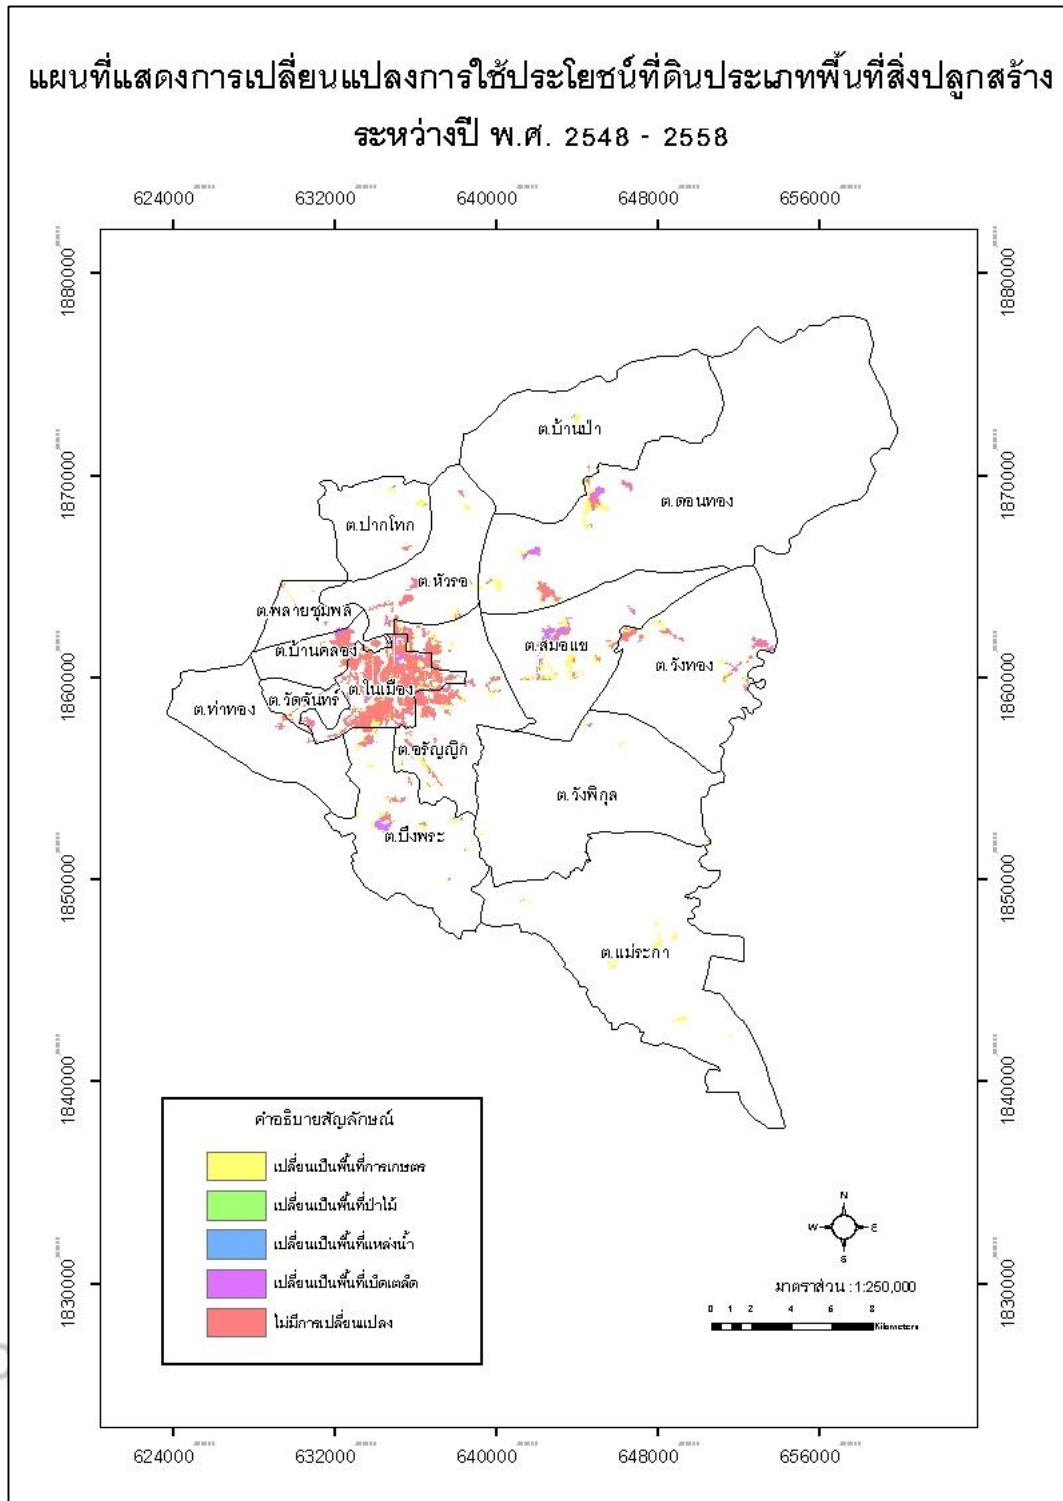 แผนที่แสดงการเปลี่ยนแปลงการใช้ประโยชน์ที่ดินประเภทพื้นที่สิ่งปลูกสร้าง
ระหว่างปี พ.ศ. 2548 - 2558
624000 632000 640000 648000 656000
1880000 1880000
1870000 1870000
1860000 1860000
1850000 1850000
1840000 1840000
1830000 1830000
ต.บ้านป่า
ต.ดอนทอง
ต.ปากโทก
ต.หัวรอ
ต.พลายชุมพล
ต.บ้านคลอง
ต.สมอแข
ต.วังทอง
ต.ในเมือง
ต.วัดจันทร์
ต.ท่าทอง
ต.อรัญญิก
ต.วังพิกุล
ต.บึงพระ
ต.แม่ระกา
คำอธิบายสัญลักษณ์
เปลี่ยนเป็นพื้นที่การเกษตร
เปลี่ยนเป็นพื้นที่ป่าไม้
เปลี่ยนเป็นพื้นที่แหล่งน้ำ
เปลี่ยนเป็นพื้นที่เบ็ดเตล็ด
ไม่มีการเปลี่ยนแปลง
N
W E
S
มาตราส่วน :1:250,000
0 1 2 4 6 8
Kilometers
624000 632000 640000 648000 656000